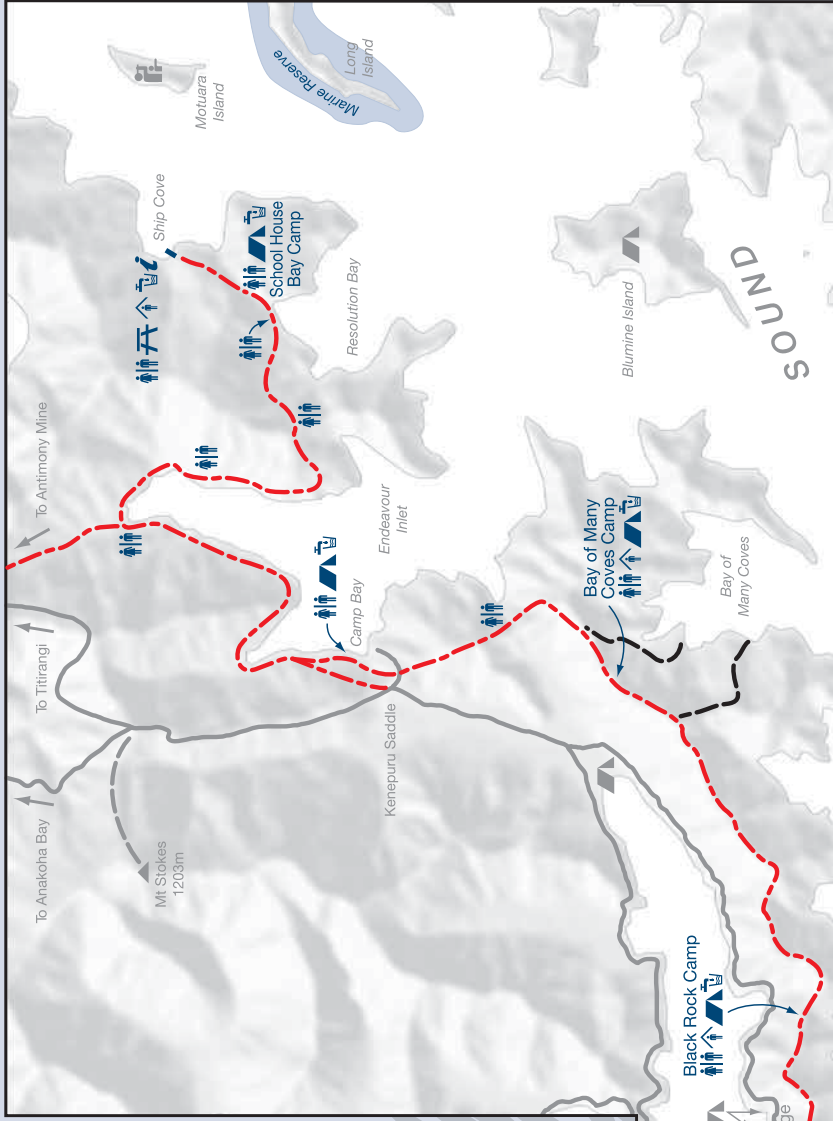 To Anakoha Bay
To Titirangi
To Antimony Mine
Mt Stokes
1203m
Ship Cove
Motuara
Island
Long
Island
Marine Reserve
School House
Bay Camp
Resolution Bay
Endeavour
Inlet
Camp Bay
Kenepuru Saddle
Blumine Island
SOUND
Bay of Many
Coves Camp
Bay of
Many Coves
Black Rock Camp
ge